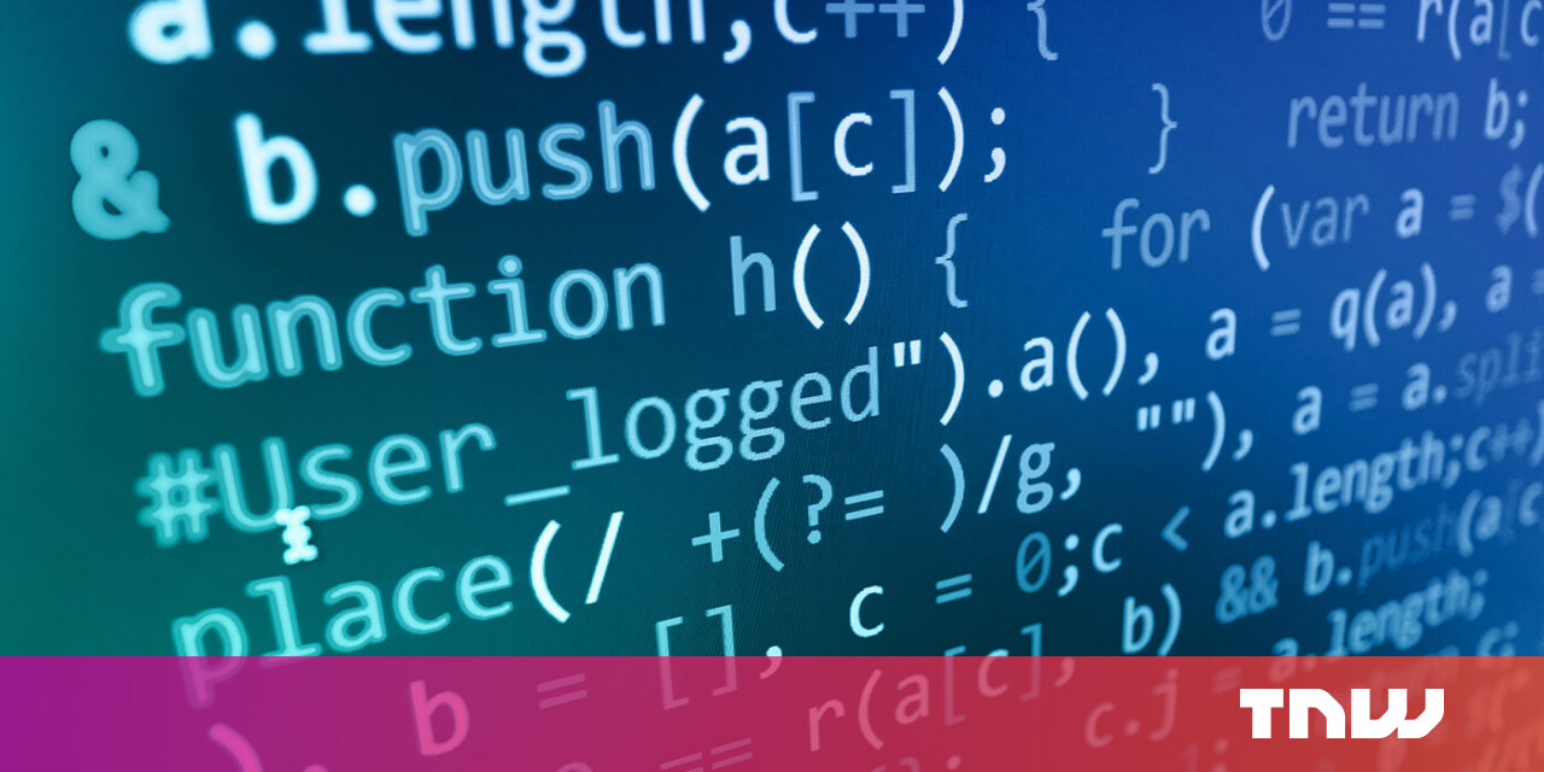 a.length;c++) { 0 == r(a[c
& b.push(a[c]); } return b;
function h() { for (var a = $(
#User_logged").a(), a = q(a), a =
place(/ +(?= )/g, ""), a = a.spli
b = [], c = 0;c < a.length;c++)
== r(a[c], b) && b.push(a[c
c.j = a.length;
TNW